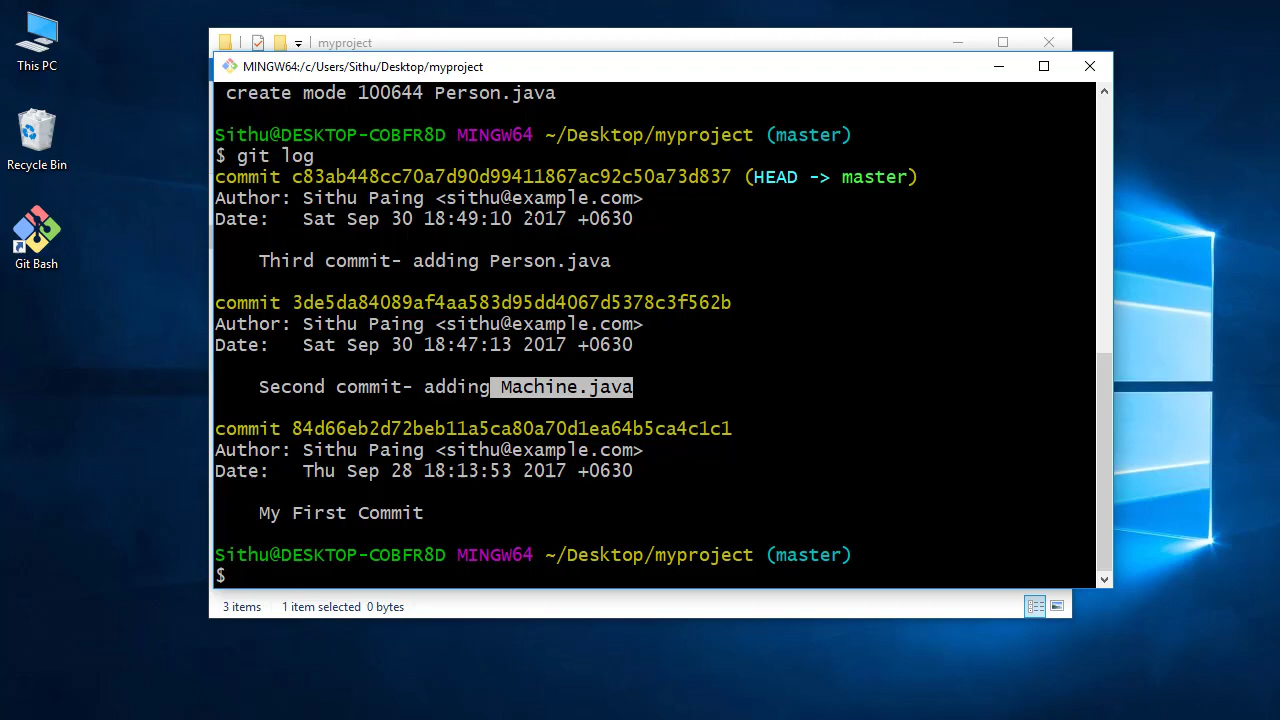 This PC
Recycle Bin
Git Bash
myproject
MINGW64:/c/Users/Sithu/Desktop/myproject
create mode 100644 Person.java
Sithu@DESKTOP-COBFR8D MINGW64 ~/Desktop/myproject (master)
$ git log
commit c83ab448cc70a7d90d99411867ac92c50a73d837 (HEAD -> master)
Author: Sithu Paing <sithu@example.com>
Date:   Sat Sep 30 18:49:10 2017 +0630
Third commit- adding Person.java
commit 3de5da84089af4aa583d95dd4067d5378c3f562b
Author: Sithu Paing <sithu@example.com>
Date:   Sat Sep 30 18:47:13 2017 +0630
Second commit- adding Machine.java
commit 84d66eb2d72beb11a5ca80a70d1ea64b5ca4c1c1
Author: Sithu Paing <sithu@example.com>
Date:   Thu Sep 28 18:13:53 2017 +0630
My First Commit
Sithu@DESKTOP-COBFR8D MINGW64 ~/Desktop/myproject (master)
$
3 items 1 item selected 0 bytes